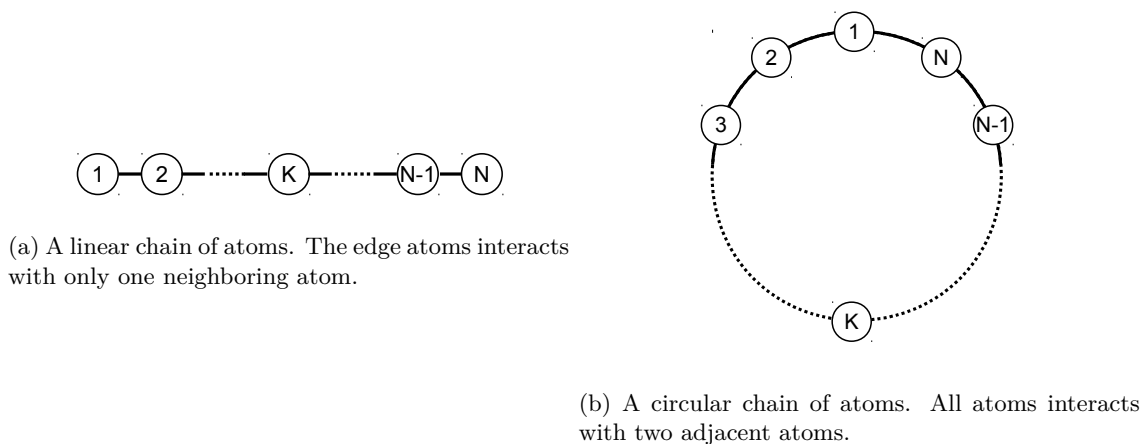 1
2
N
3
N-1
1 2 K N-1 N
K
(a) A linear chain of atoms. The edge atoms interacts
with only one neighboring atom.
(b) A circular chain of atoms. All atoms interacts
with two adjacent atoms.